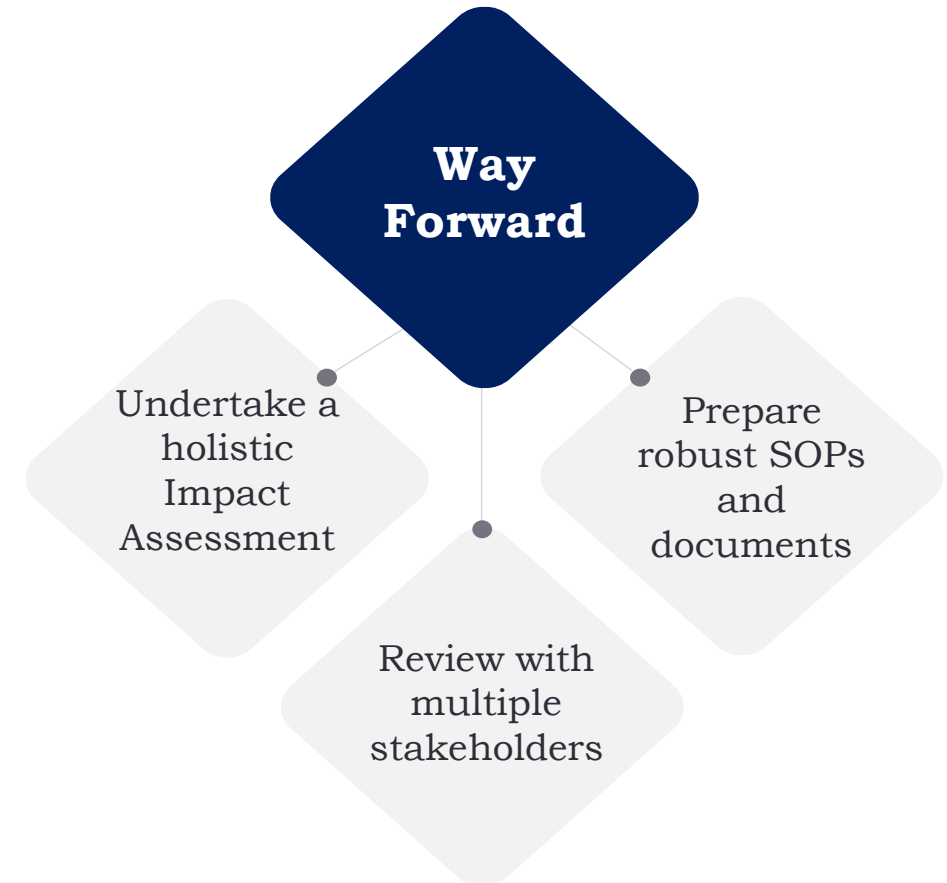 Way
Forward
Undertake a
holistic
Impact
Assessment
Review with
multiple
stakeholders
Prepare
robust SOPs
and
documents